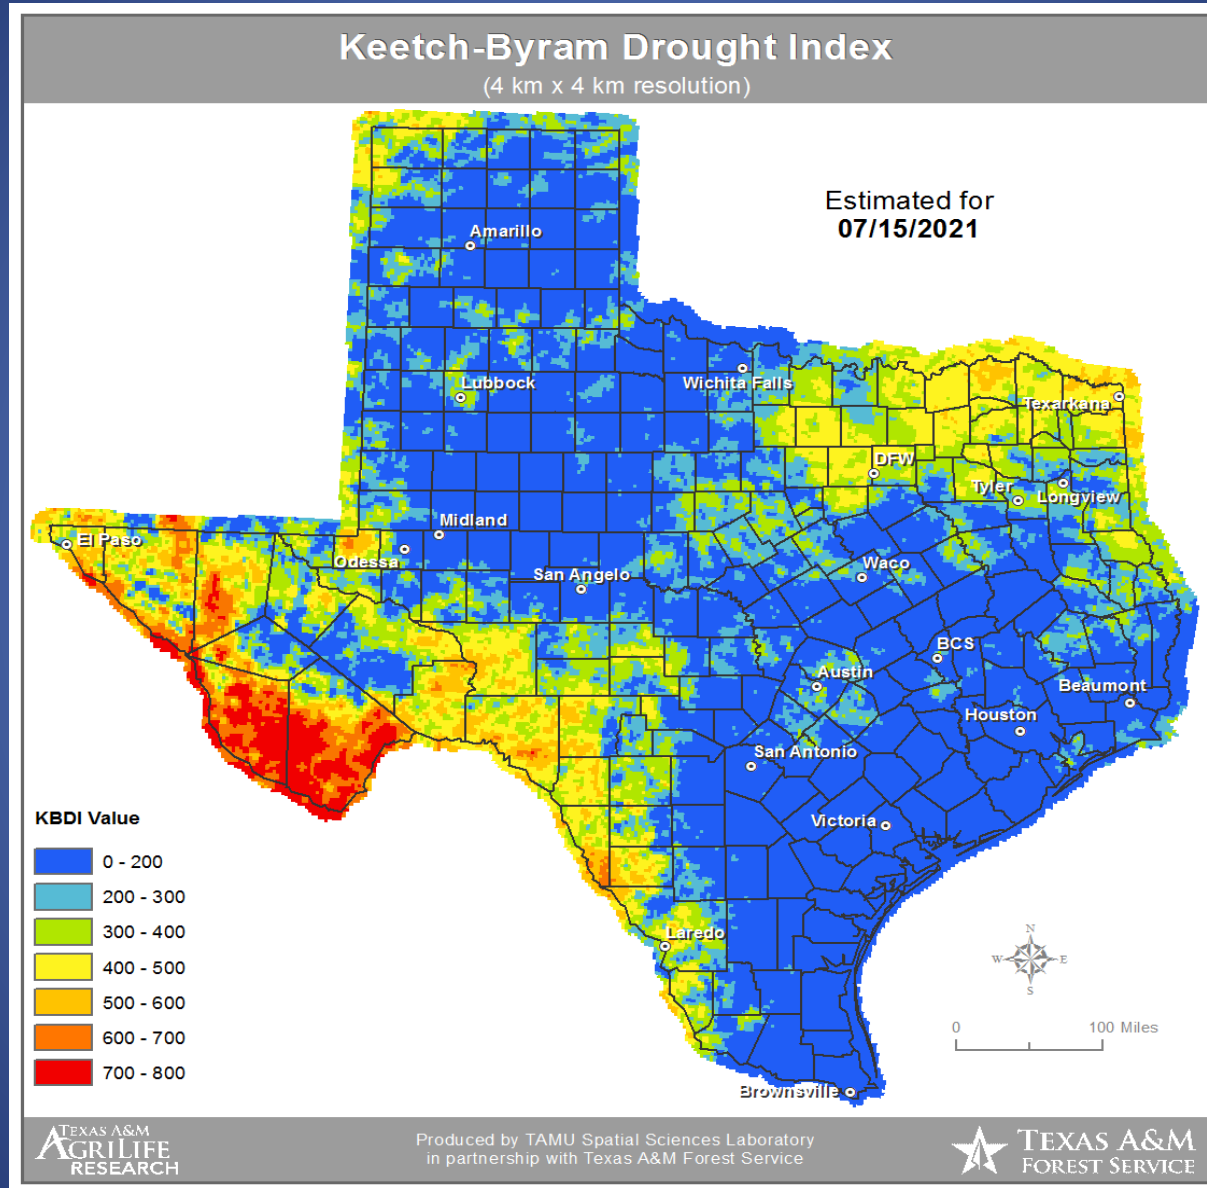 Keetch-Byram Drought Index
(4 km x 4 km resolution)
Estimated for
07/15/2021
Amarillo
Lubbock
Wichita Falls
Texarkana
DFW
Tyler
Longview
Midland
El Paso
Odessa
San Angelo
Waco
BCS
Austin
Beaumont
Houston
San Antonio
Victoria
Laredo
Brownsville
KBDI Value
0 - 200
200 - 300
300 - 400
400 - 500
500 - 600
600 - 700
700 - 800
N
W E
S
0 100 Miles
TEXAS A&M
AGRILIFE
RESEARCH
Produced by TAMU Spatial Sciences Laboratory
in partnership with Texas A&M Forest Service
TEXAS A&M
FOREST SERVICE